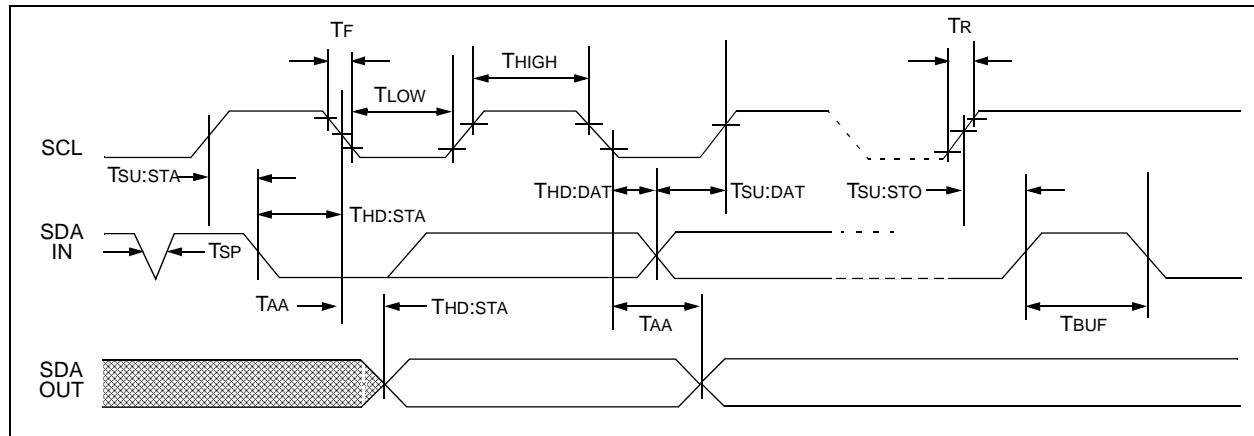 TF
TR
THIGH
TLOW
SCL
TSU:STA
THD:DAT
TSU:DAT
TSU:STO
THD:STA
SDA
IN
TSP
TAA
THD:STA
TAA
TBUF
SDA
OUT